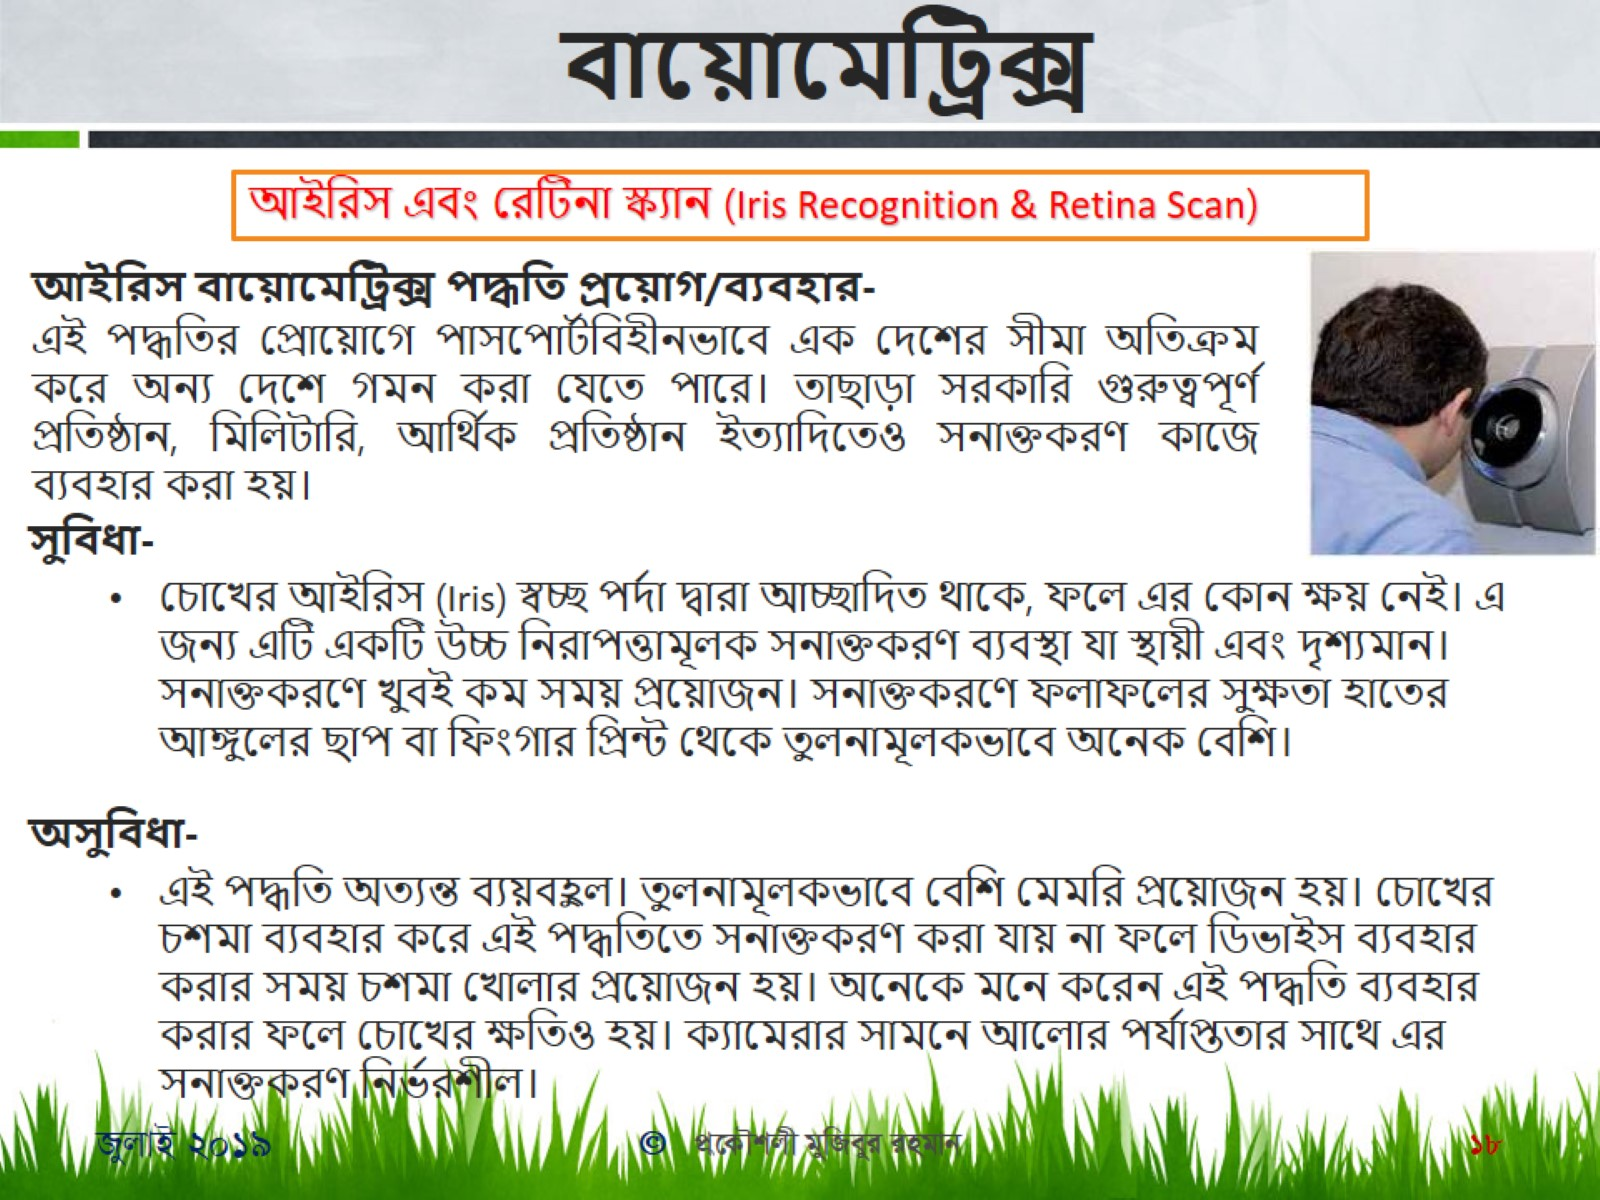 বায়োমেট্রিক্স
আইরিস এবং রেটিনা স্ক্যান (Iris Recognition & Retina Scan)
আইরিস বায়োমেট্রিক্স পদ্ধতি প্রয়োগ/ব্যবহার-
এই পদ্ধতির প্রোয়োগে পাসপোর্টবিহীনভাবে এক দেশের সীমা অতিক্রম
করে অন্য দেশে গমন করা যেতে পারে। তাছাড়া সরকারি গুরুত্বপূর্ণ
প্রতিষ্ঠান, মিলিটারি, আর্থিক প্রতিষ্ঠান ইত্যাদিতেও সনাক্তকরণ কাজে
ব্যবহার করা হয়।
সুবিধা-
• চোখের আইরিস (Iris) স্বচ্ছ পর্দা দ্বারা আচ্ছাদিত থাকে, ফলে এর কোন ক্ষয় নেই। এ
জন্য এটি একটি উচ্চ নিরাপত্তামূলক সনাক্তকরণ ব্যবস্থা যা স্থায়ী এবং দৃশ্যমান।
সনাক্তকরণে খুবই কম সময় প্রয়োজন। সনাক্তকরণে ফলাফলের সুক্ষতা হাতের
আঙ্গুলের ছাপ বা ফিংগার প্রিন্ট থেকে তুলনামূলকভাবে অনেক বেশি।
অসুবিধা-
• এই পদ্ধতি অত্যন্ত ব্যয়বহুল। তুলনামূলকভাবে বেশি মেমরি প্রয়োজন হয়। চোখের
চশমা ব্যবহার করে এই পদ্ধতিতে সনাক্তকরণ করা যায় না ফলে ডিভাইস ব্যবহার
করার সময় চশমা খোলার প্রয়োজন হয়। অনেকে মনে করেন এই পদ্ধতি ব্যবহার
করার ফলে চোখের ক্ষতিও হয়। ক্যামেরার সামনে আলোর পর্যাপ্ততার সাথে এর
সনাক্তকরণ নির্ভরশীল।
জুলাই ২০১৯ © প্রকৌশলী মুজিবুর রহমান ১৮